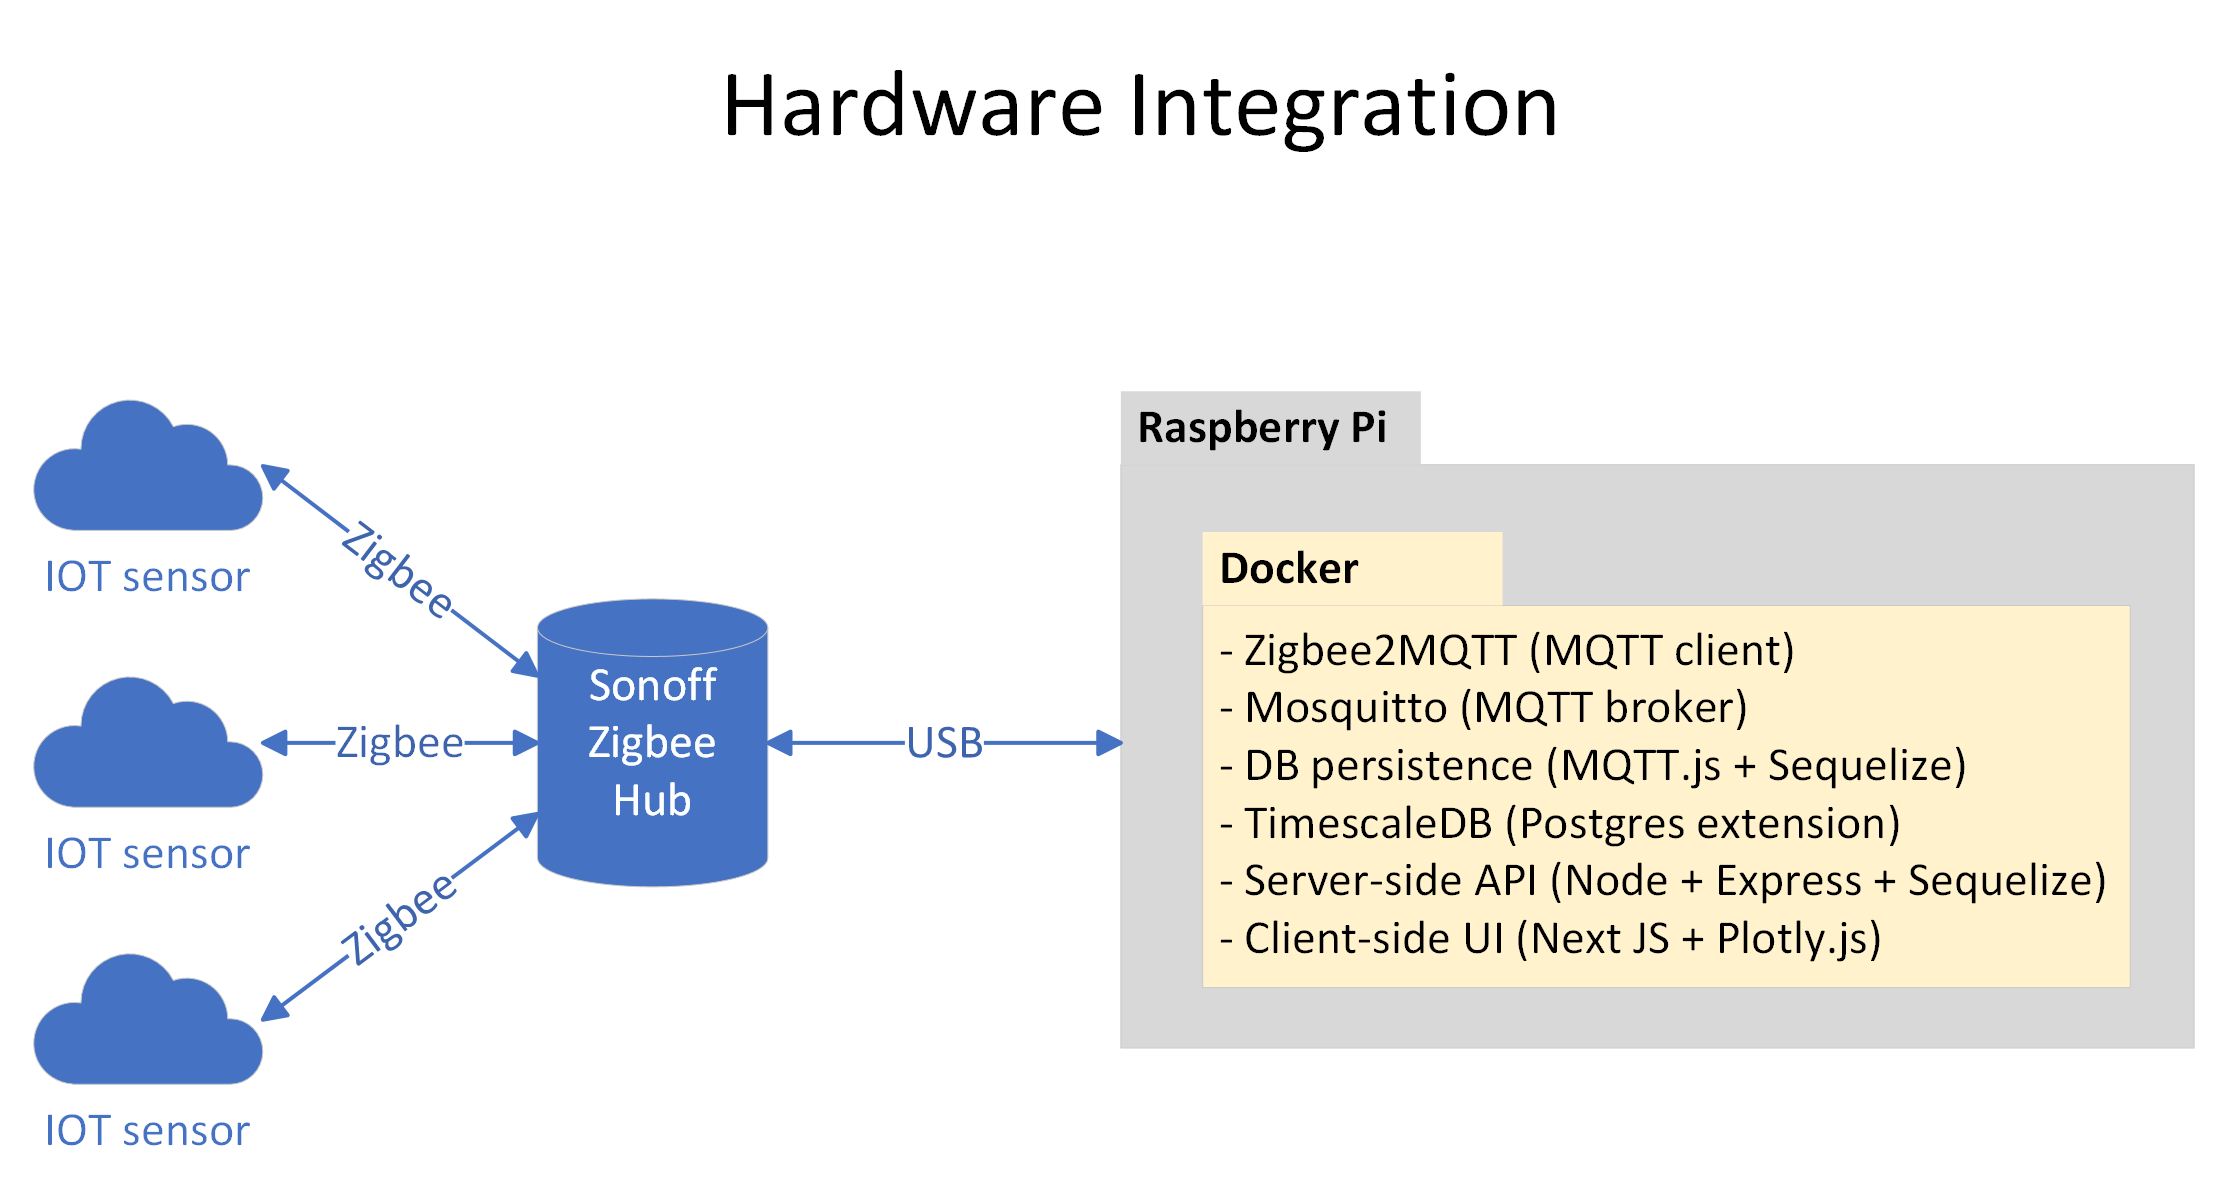 Hardware Integration
IOT sensor
IOT sensor
IOT sensor
Zigbee
Zigbee
Zigbee
Sonoff
Zigbee
Hub
USB
Raspberry Pi
Docker
- Zigbee2MQTT (MQTT client)
- Mosquitto (MQTT broker)
- DB persistence (MQTT.js + Sequelize)
- TimescaleDB (Postgres extension)
- Server-side API (Node + Express + Sequelize)
- Client-side UI (Next JS + Plotly.js)